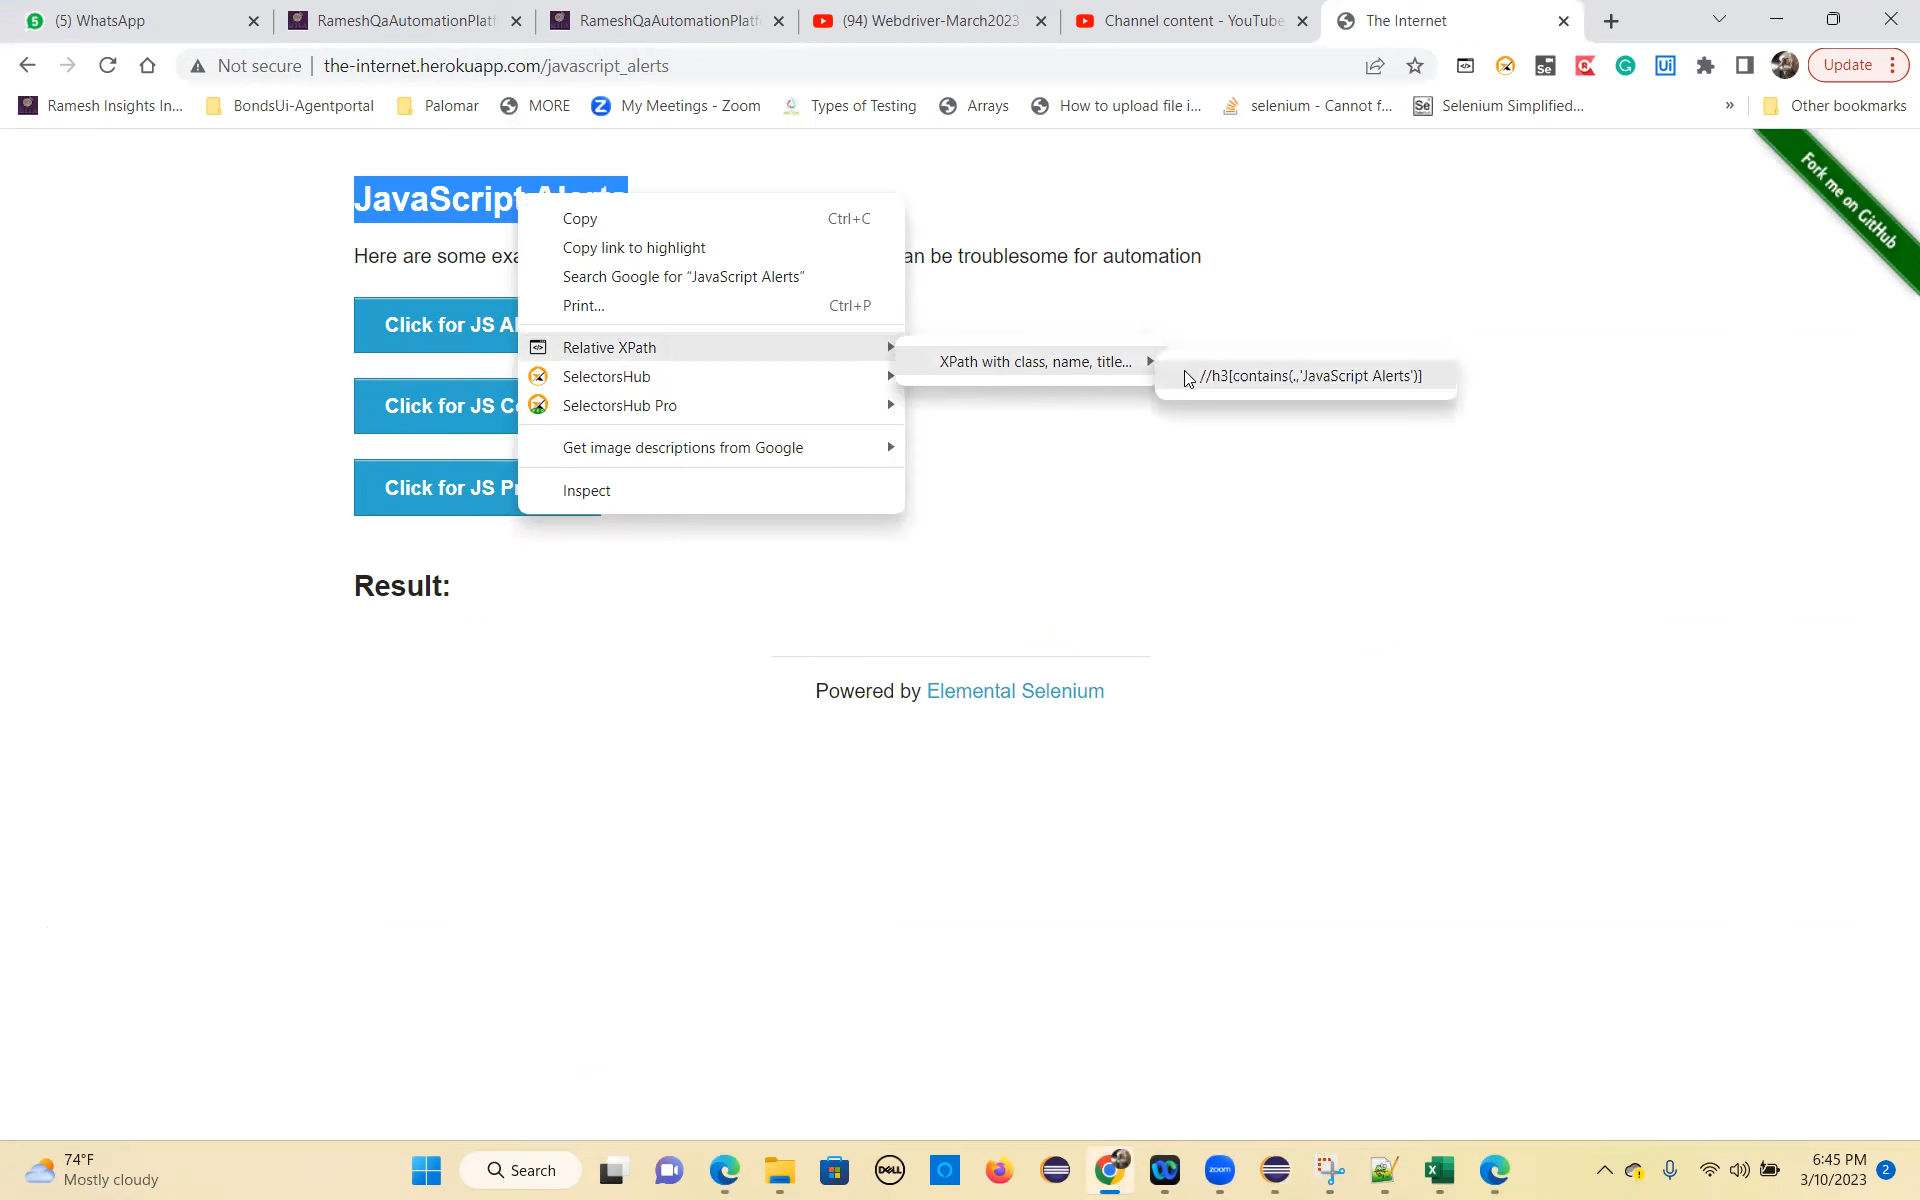 (5) WhatsApp
RameshQaAutomationPlatf
RameshQaAutomationPlatf
(94) Webdriver-March2023
Channel content - YouTube
The Internet
Not secure | the-internet.herokuapp.com/javascript_alerts
Update
Ramesh Insights In...
BondsUi-Agentportal
Palomar
MORE
My Meetings - Zoom
Types of Testing
Arrays
How to upload file i...
selenium - Cannot f...
Selenium Simplified...
»
Other bookmarks
Fork me on GitHub
JavaScript Alerts
Here are some exa
an be troublesome for automation
Click for JS Al
Click for JS Co
Click for JS Pr
Copy Ctrl+C
Copy link to highlight
Search Google for “JavaScript Alerts”
Print... Ctrl+P
Relative XPath
SelectorsHub
SelectorsHub Pro
Get image descriptions from Google
Inspect
XPath with class, name, title...
//h3[contains(.,'JavaScript Alerts')]
Result:
Powered by Elemental Selenium
74°F
Mostly cloudy
Search
DELL
zoom
6:45 PM
3/10/2023
2